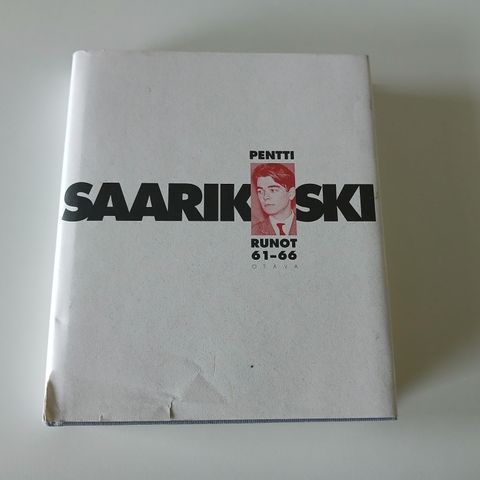 PENTTI
SAARIKOSKI
RUNOT
61-66
OTAVA